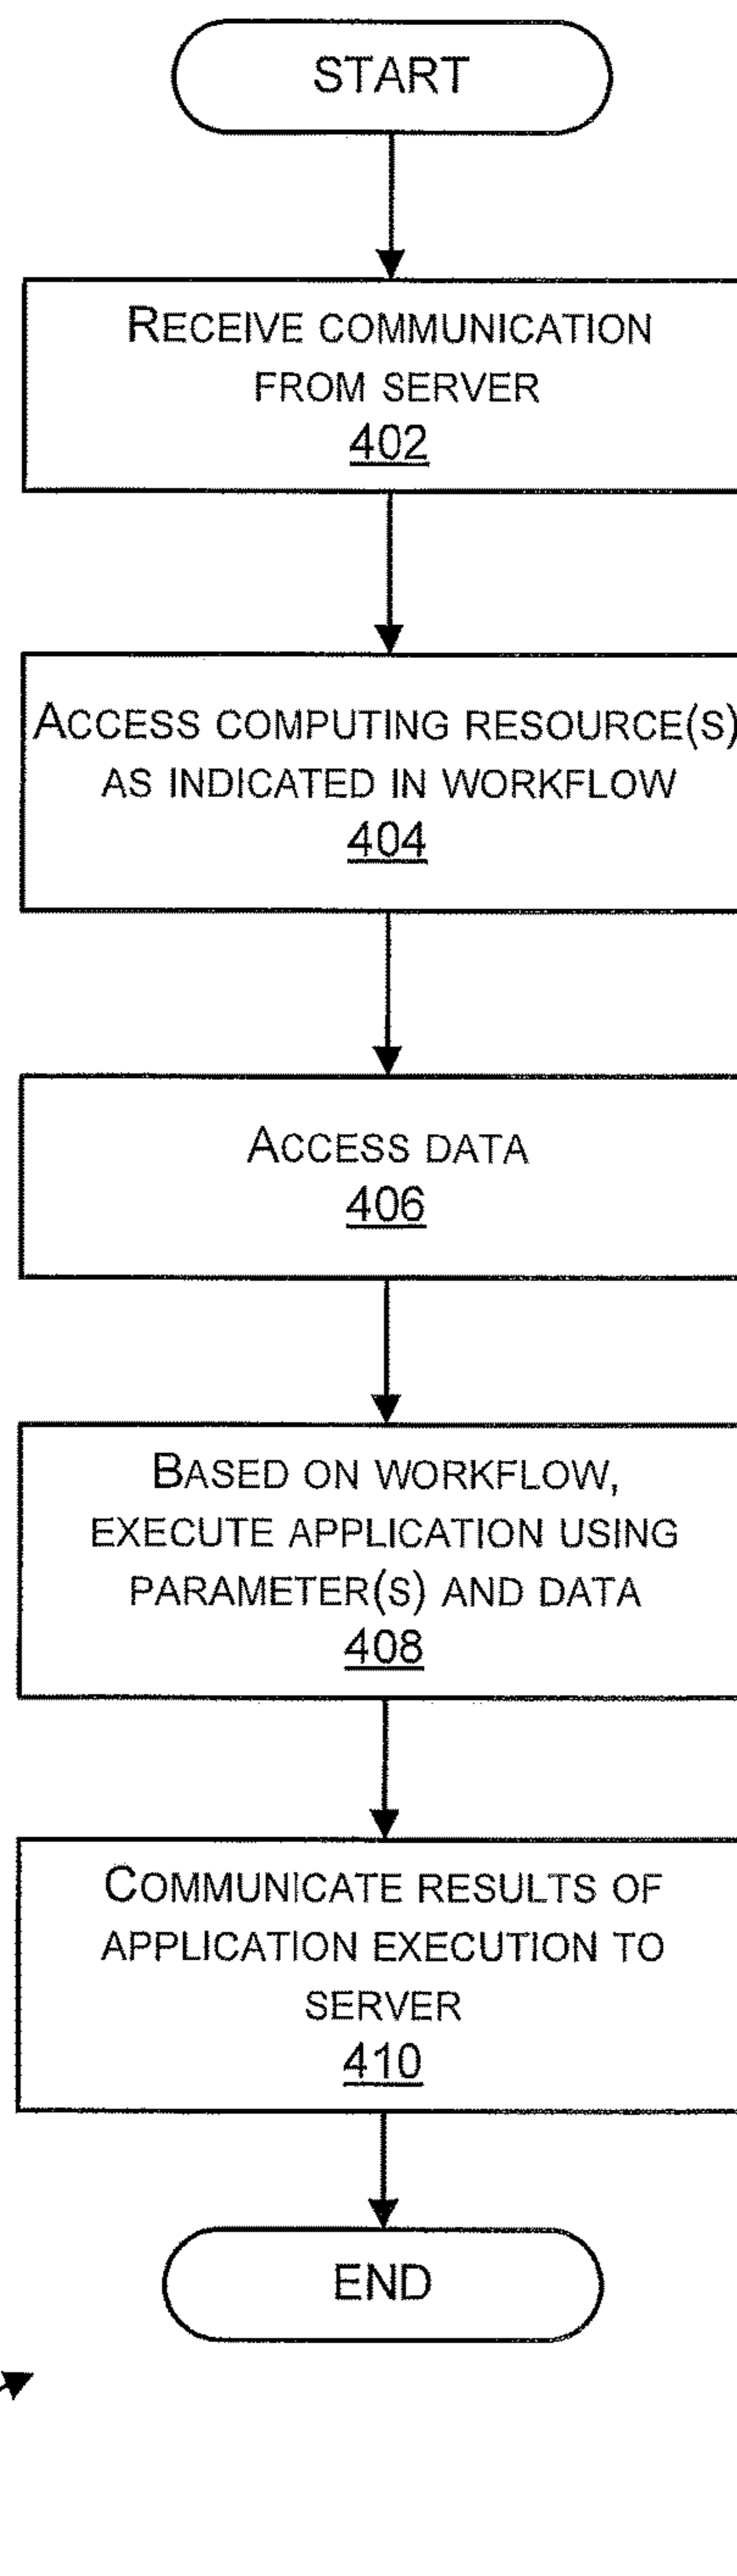 START
RECEIVE COMMUNICATION
FROM SERVER
402
ACCESS COMPUTING RESOURCE(S)
AS INDICATED IN WORKFLOW
404
ACCESS DATA
406
BASED ON WORKFLOW,
EXECUTE APPLICATION USING
PARAMETER(S) AND DATA
408
COMMUNICATE RESULTS OF
APPLICATION EXECUTION TO
SERVER
410
END